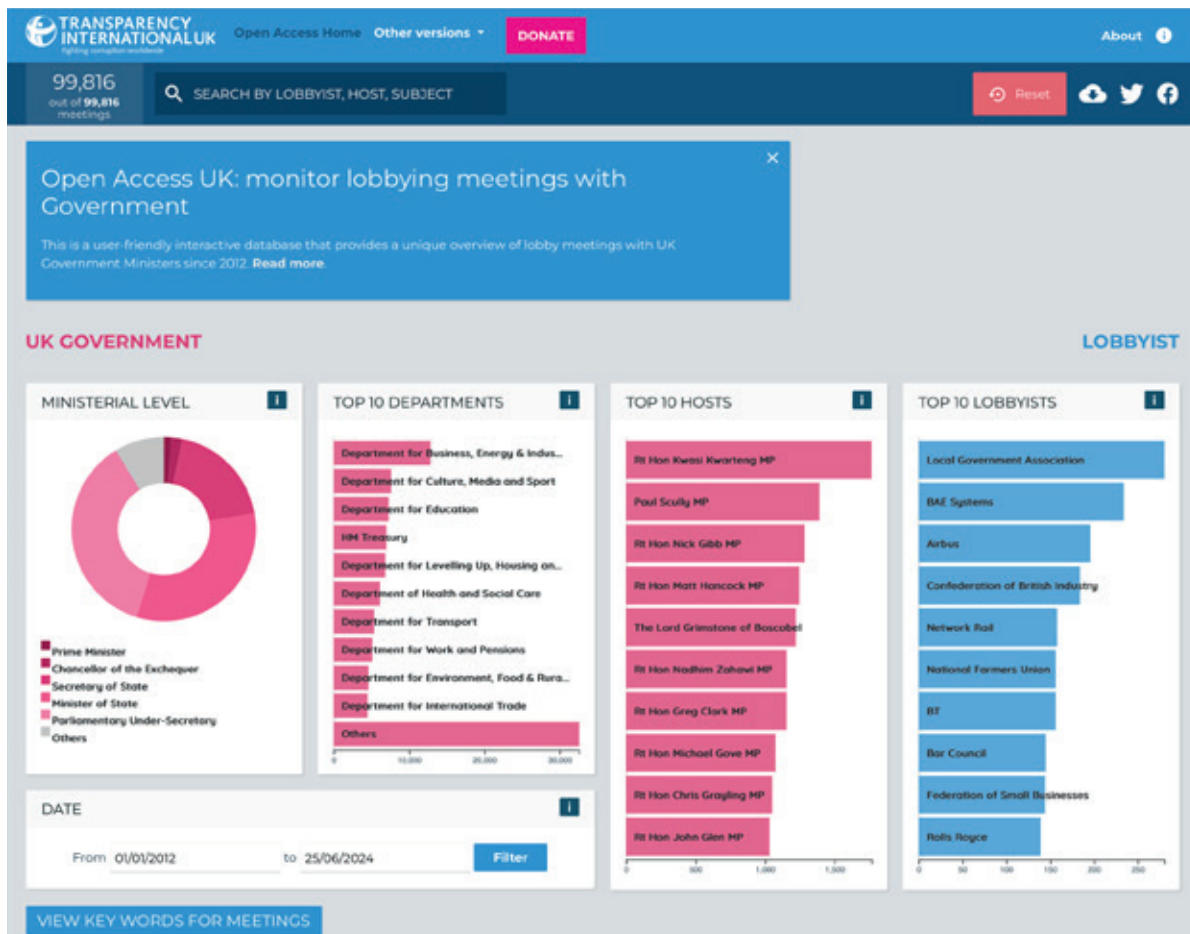 TRANSPARENCY
INTERNATIONALUK
fighting corruption worldwide
Open Access Home Other versions
DONATE
About
99,816
out of 99,816
meetings
SEARCH BY LOBBYIST, HOST, SUBJECT
Reset
Open Access UK: monitor lobbying meetings with
Government
This is a user-friendly interactive database that provides a unique overview of lobby meetings with UK
Government Ministers since 2012. Read more.
UK GOVERNMENT
LOBBYIST
MINISTERIAL LEVEL
Prime Minister
Chancellor of the Exchequer
Secretary of State
Minister of State
Parliamentary Under-Secretary
Others
TOP 10 DEPARTMENTS
Department for Business, Energy & Indus...
Department for Culture, Media and Sport
Department for Education
HM Treasury
Department for Levelling Up, Housing an...
Department of Health and Social Care
Department for Transport
Department for Work and Pensions
Department for Environment, Food & Rura...
Department for International Trade
Others
0 10,000 20,000 30,000
TOP 10 HOSTS
Rt Hon Kwasi Kwarteng MP
Paul Scully MP
Rt Hon Nick Gibb MP
Rt Hon Matt Hancock MP
The Lord Grimstone of Boscobel
Rt Hon Nadhim Zahawi MP
Rt Hon Greg Clark MP
Rt Hon Michael Gove MP
Rt Hon Chris Grayling MP
Rt Hon John Glen MP
0 500 1,000 1,500
TOP 10 LOBBYISTS
Local Government Association
BAE Systems
Airbus
Confederation of British Industry
Network Rail
National Farmers Union
BT
Bar Council
Federation of Small Businesses
Rolls Royce
0 50 100 150 200 250
DATE
From 01/01/2012 to 25/06/2024 Filter
VIEW KEY WORDS FOR MEETINGS